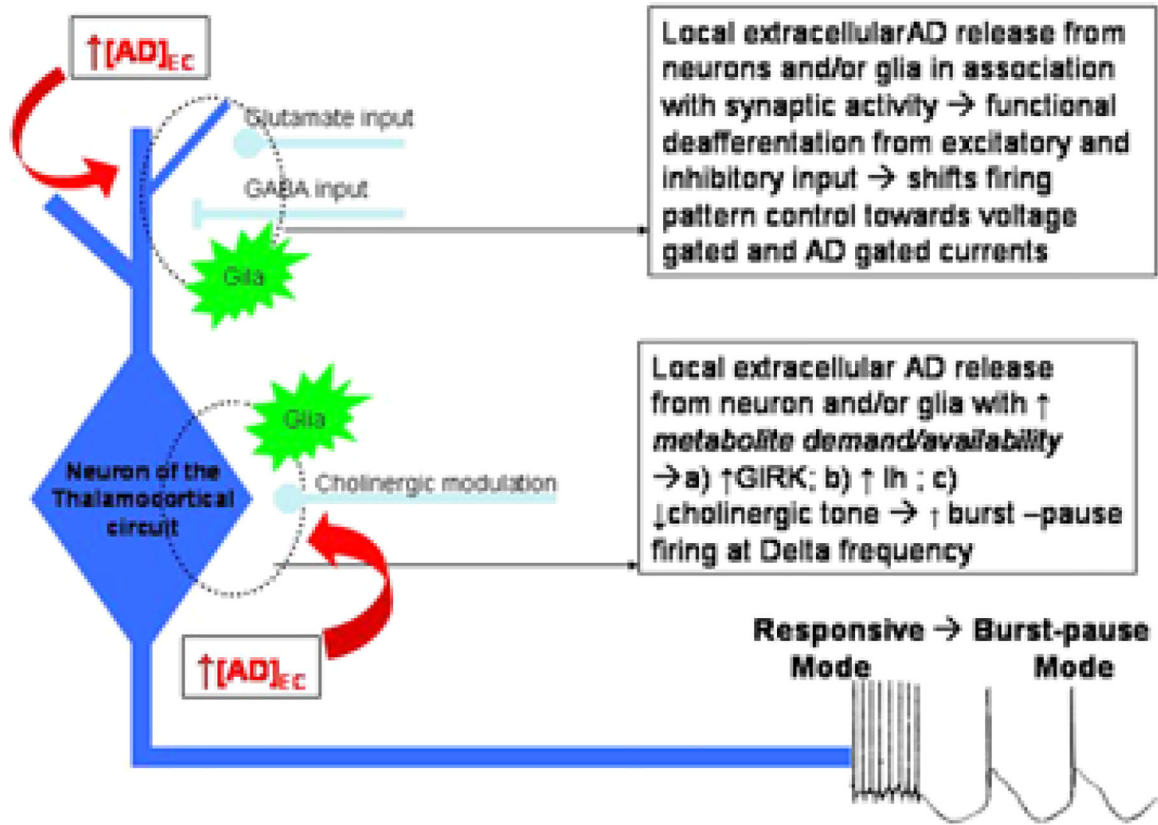 ↑[AD]EC
Glutamate input
GABA input
Glia
Local extracellularAD release from
neurons and/or glia in association
with synaptic activity → functional
deafferentation from excitatory and
inhibitory input → shifts firing
pattern control towards voltage
gated and AD gated currents
Glia
Neuron of the
Thalamocortical
circuit
Cholinergic modulation
Local extracellular AD release
from neuron and/or glia with ↑
metabolite demand/availability
→a) ↑GIRK; b) ↑ Ih ; c)
↓cholinergic tone → ↑ burst –pause
firing at Delta frequency
↑[AD]EC
Responsive → Burst-pause
Mode Mode